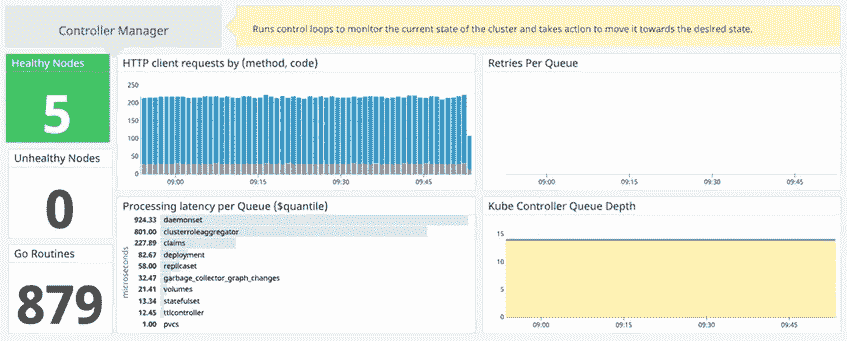 Controller Manager
Runs control loops to monitor the current state of the cluster and takes action to move it towards the desired state.
Healthy Nodes
5
Unhealthy Nodes
0
Go Routines
879
HTTP client requests by (method, code)
250
200
150
100
50
0
09:00 09:15 09:30 09:45
Retries Per Queue
09:00 09:15 09:30 09:45
Processing latency per Queue ($quantile)
microseconds
924.33 daemonset
801.00 clusterroleaggregator
227.89 claims
82.67 deployment
58.00 replicaset
32.47 garbage_collector_graph_changes
21.41 volumes
13.34 statefulset
12.45 ttlcontroller
1.00 pvcs
Kube Controller Queue Depth
15
10
5
0
09:00 09:15 09:30 09:45